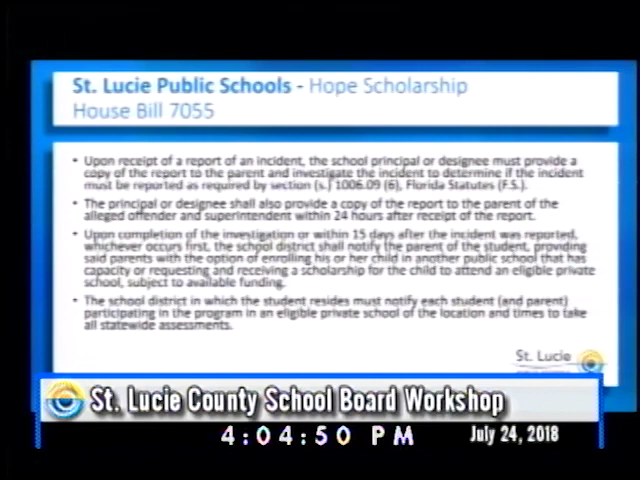 St. Lucie Public Schools - Hope Scholarship
House Bill 7055
• Upon receipt of a report of an incident, the school principal or designee must provide a
copy of the report to the parent and investigate the incident to determine if the incident
must be reported as required by section (s.) 1006.09 (6), Florida Statutes (F.S.).
• The principal or designee shall also provide a copy of the report to the parent of the
alleged offender and superintendent within 24 hours after receipt of the report.
• Upon completion of the investigation or within 15 days after the incident was reported,
whichever occurs first, the school district shall notify the parent of the student, providing
said parents with the option of enrolling his or her child in another public school that has
capacity or requesting and receiving a scholarship for the child to attend an eligible private
school, subject to available funding.
• The school district in which the student resides must notify each student (and parent)
participating in the program in an eligible private school of the location and times to take
all statewide assessments.
St. Lucie
St. Lucie County School Board Workshop
4:04:50 PM
July 24, 2018